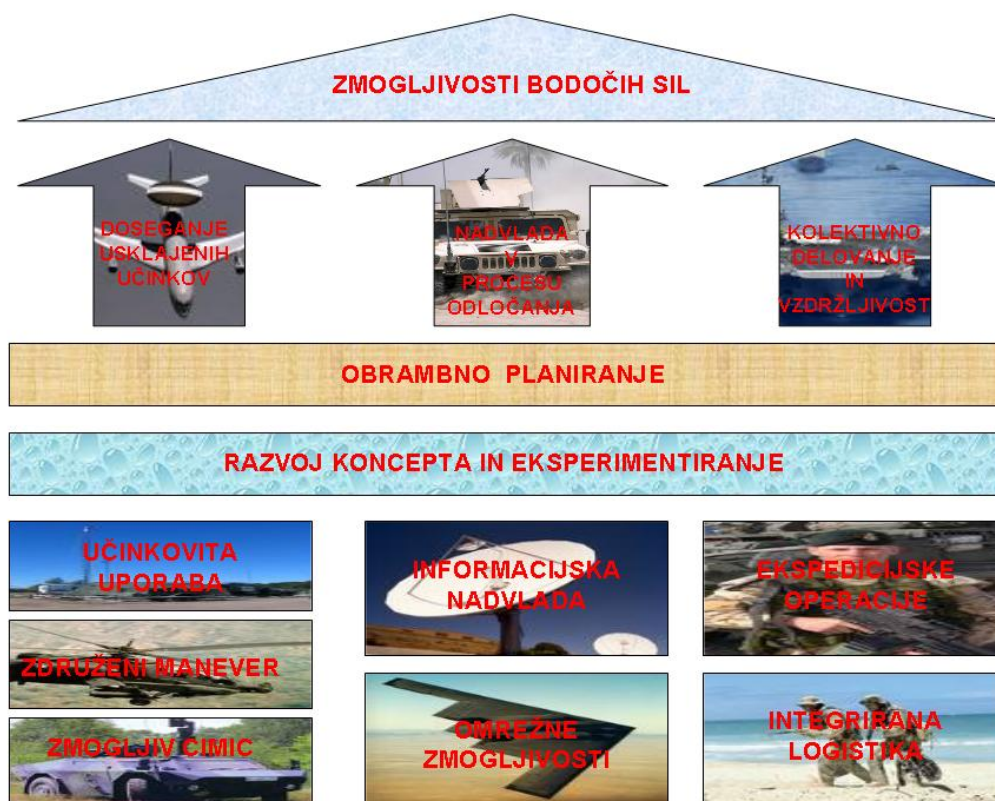 ZMOGLJIVOSTI BODOČIH SIL
DOSEGANJE
USKLAJENIH
UČINKOV
NADVLADA
V
PROCESU
ODLOČANJA
KOLEKTIVNO
DELOVANJE
IN
VZDRŽLJIVOST
OBRAMBNO PLANIRANJE
RAZVOJ KONCEPTA IN EKSPERIMENTIRANJE
UČINKOVITA
UPORABA
INFORMACIJSKA
NADVLADA
EKSPEDICIJSKE
OPERACIJE
ZDRUŽENI MANEVER
ZMOGLJIV CIMIC
OMREŽNE
ZMOGLJIVOSTI
INTEGRIRANA
LOGISTIKA